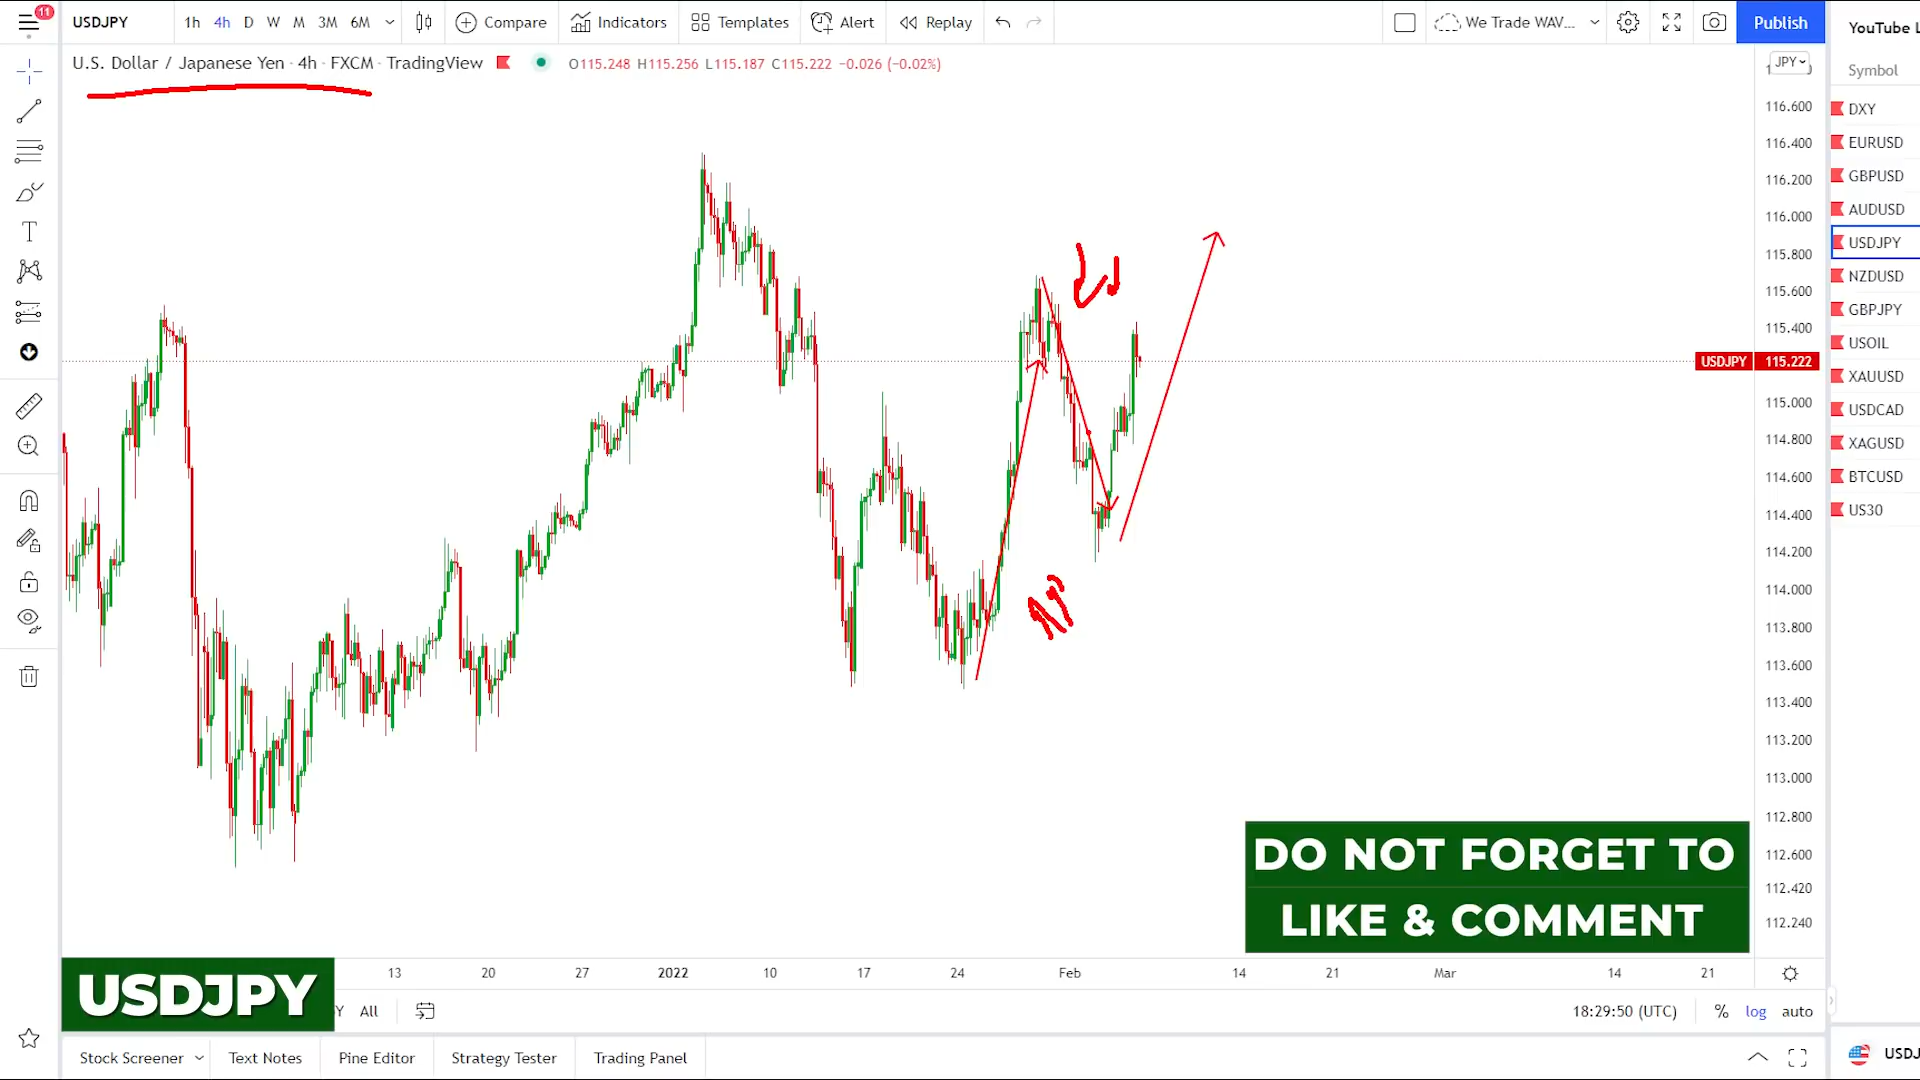 11
USDJPY
1h 4h D W M 3M 6M
Compare
Indicators
Templates
Alert
Replay
We Trade WAV...
Publish
YouTube L
U.S. Dollar / Japanese Yen · 4h · FXCM · TradingView
O115.248 H115.256 L115.187 C115.222 −0.026 (−0.02%)
JPY
Symbol
116.600
116.400
116.200
116.000
115.800
115.600
115.400
USDJPY 115.222
115.000
114.800
114.600
114.400
114.200
114.000
113.800
113.600
113.400
113.200
113.000
112.800
112.600
112.420
112.240
DXY
EURUSD
GBPUSD
AUDUSD
USDJPY
NZDUSD
GBPJPY
USOIL
XAUUSD
USDCAD
XAGUSD
BTCUSD
US30
DO NOT FORGET TO
LIKE & COMMENT
13 20 27 2022 10 17 24 Feb 14 21 Mar 14 21
USDJPY
Y All
18:29:50 (UTC) % log auto
Stock Screener
Text Notes
Pine Editor
Strategy Tester
Trading Panel
USDJ